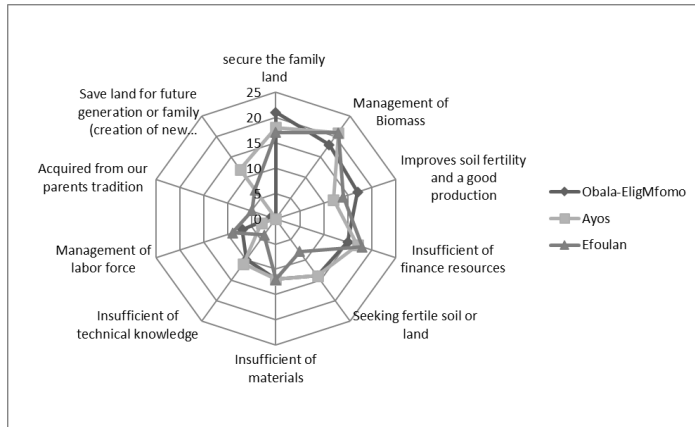 secure the family
land
25
20
15
10
5
0
Management of
Biomass
Improves soil fertility
and a good
production
Insufficient of
finance resources
Seeking fertile soil or
land
Insufficient of
materials
Insufficient of
technical knowledge
Management of
labor force
Acquired from our
parents tradition
Save land for future
generation or family
(creation of new...
Obala-EligMfomo
Ayos
Efoulan